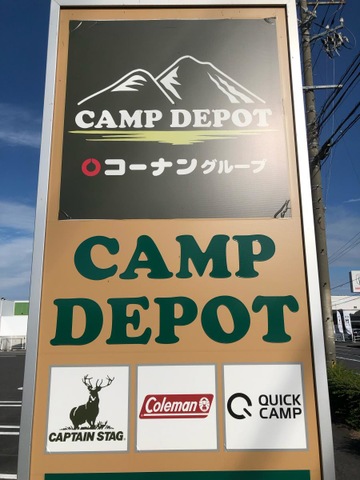 CAMP DEPOT
コーナングループ
CAMP
DEPOT
CAPTAIN STAG
Coleman
QUICK
CAMP